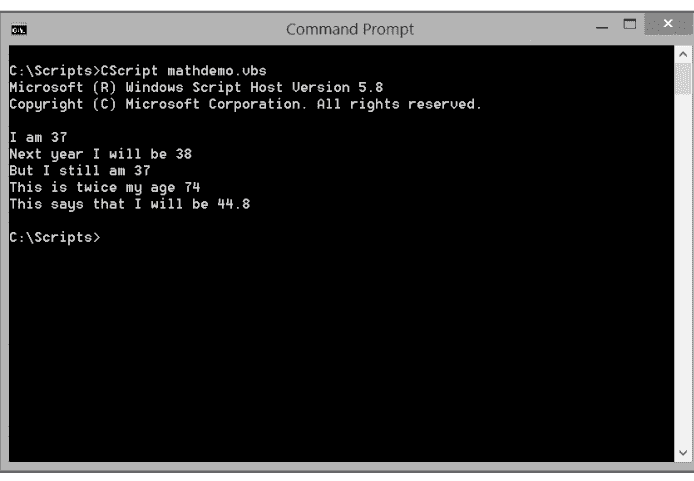 Command Prompt
C:\Scripts>CScript mathdemo.vbs
Microsoft (R) Windows Script Host Version 5.8
Copyright (C) Microsoft Corporation. All rights reserved.
I am 37
Next year I will be 38
But I still am 37
This is twice my age 74
This says that I will be 44.8
C:\Scripts>